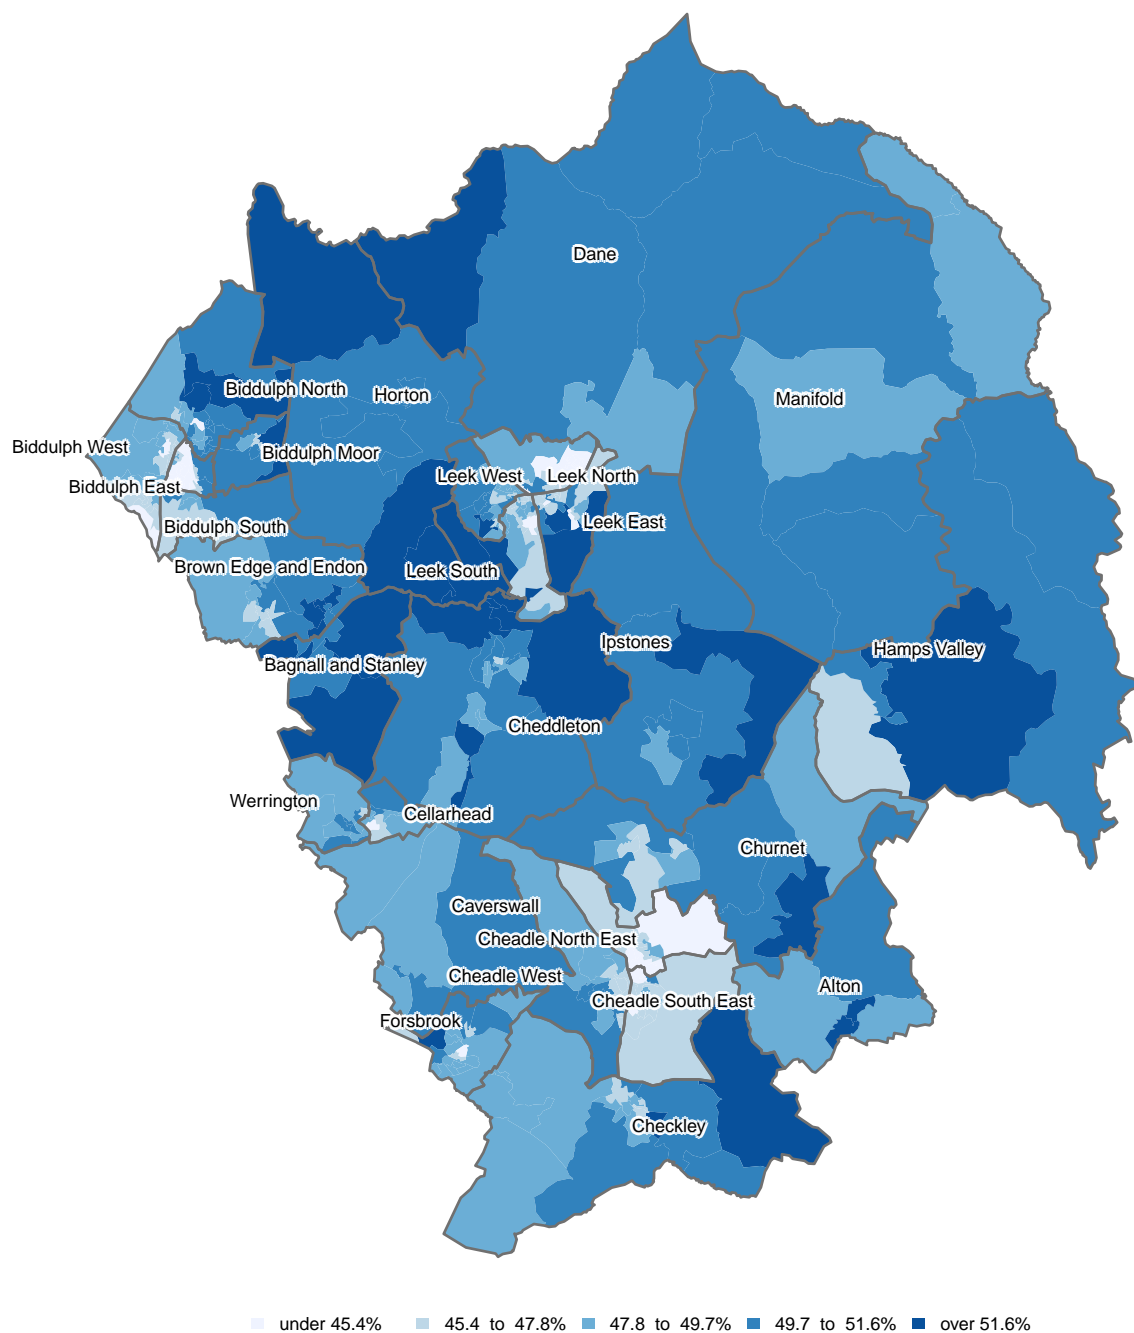 Dane
Biddulph North
Horton
Manifold
Biddulph West
Biddulph Moor
Leek West
Leek North
Biddulph East
Biddulph South
Leek East
Brown Edge and Endon
Leek South
Ipstones
Hamps Valley
Bagnall and Stanley
Cheddleton
Werrington
Cellarhead
Churnet
Caverswall
Cheadle North East
Cheadle West
Alton
Cheadle South East
Forsbrook
Checkley
under 45.4% 45.4 to 47.8% 47.8 to 49.7% 49.7 to 51.6% over 51.6%